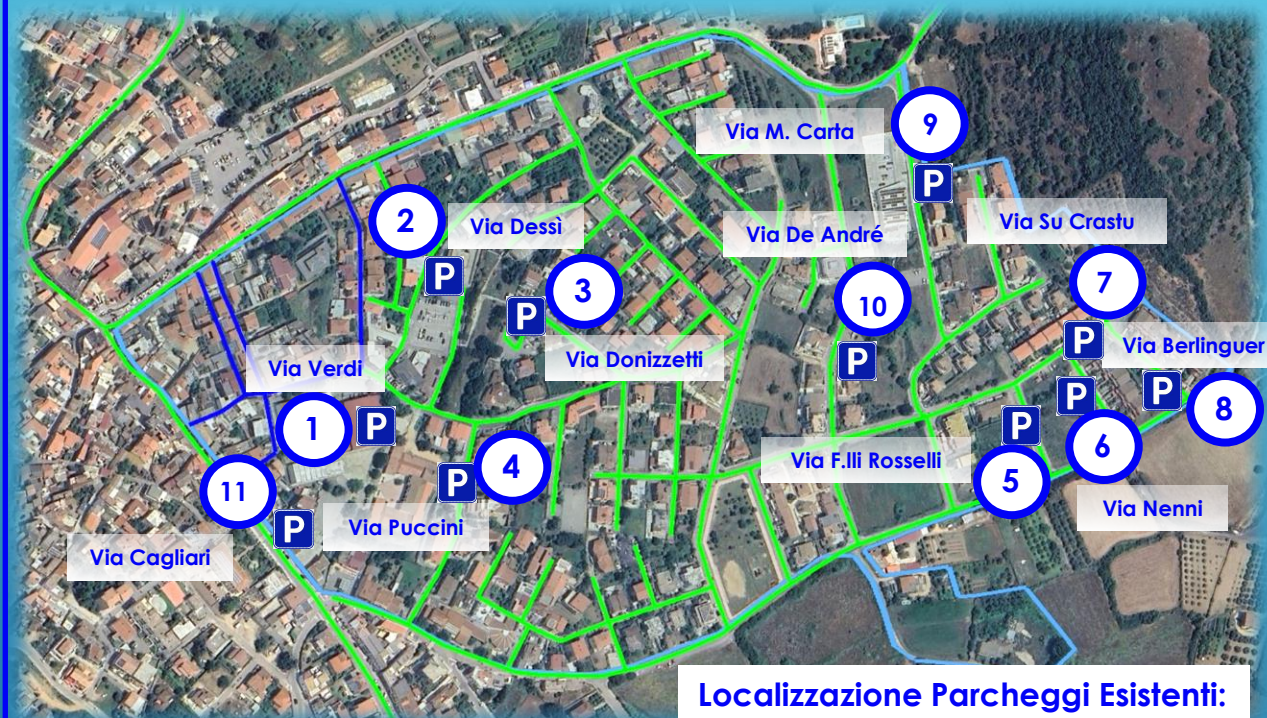 Via M. Carta
9
P
2
Via Dessì
Via De André
Via Su Crastu
P
3
P
10
7
Via Donizzetti
P
P
Via Berlinguer
Via Verdi
1
P
P
P
8
11
4
P
Via F.lli Rosselli
P
5
6
Via Nenni
P
Via Puccini
Via Cagliari
Localizzazione Parcheggi Esistenti: